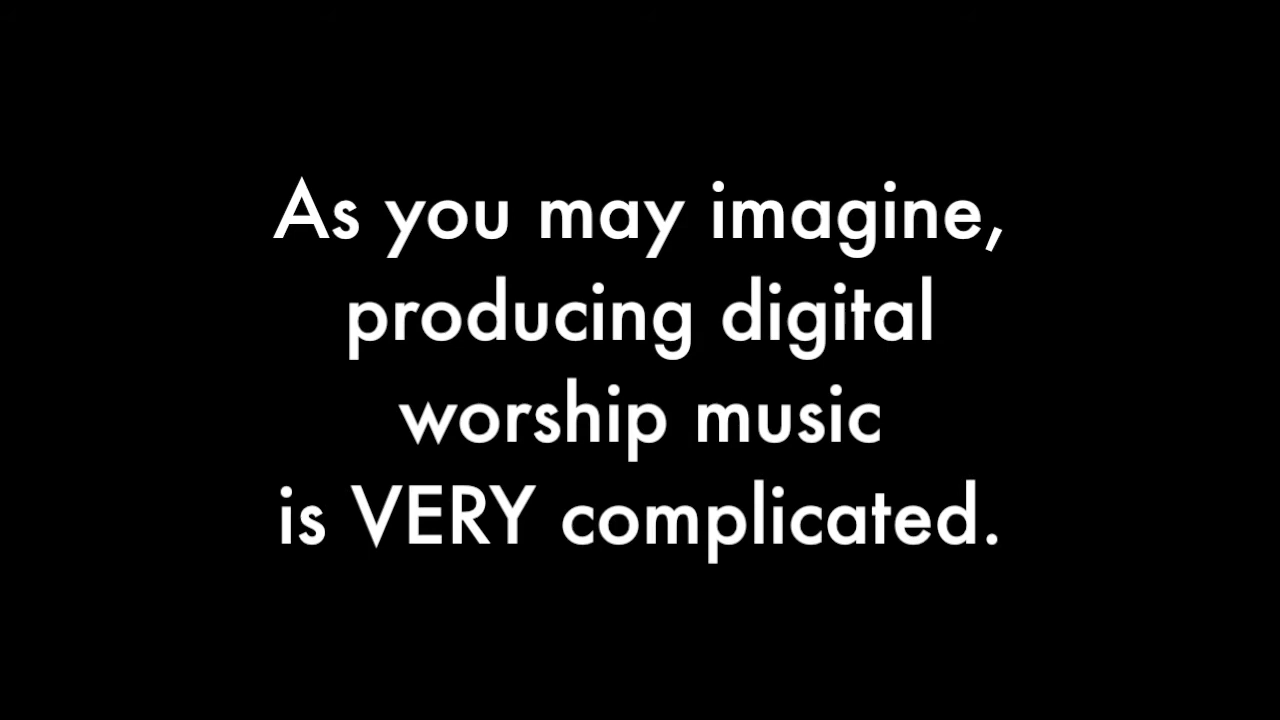 As you may imagine,
producing digital
worship music
is VERY complicated.